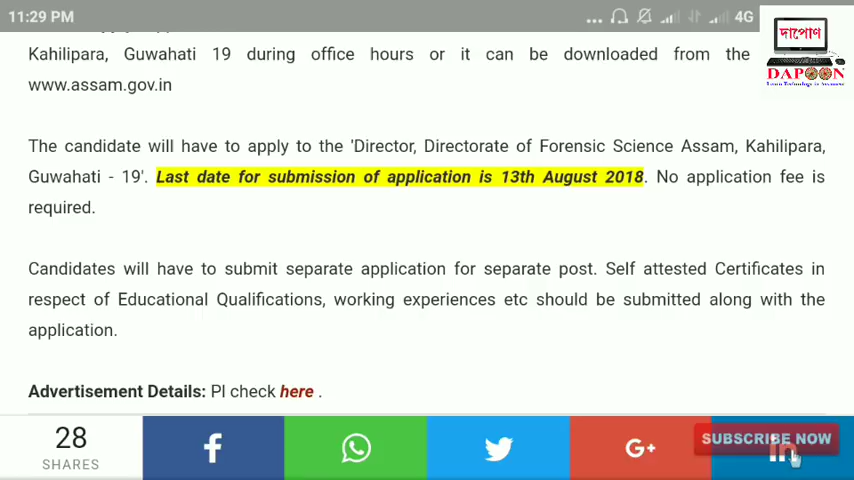 11:29 PM
... 4G
দাপোণ
DAPOON
Kahilipara, Guwahati 19 during office hours or it can be downloaded from the
www.assam.gov.in
The candidate will have to apply to the 'Director, Directorate of Forensic Science Assam, Kahilipara,
Guwahati - 19'. Last date for submission of application is 13th August 2018. No application fee is
required.
Candidates will have to submit separate application for separate post. Self attested Certificates in
respect of Educational Qualifications, working experiences etc should be submitted along with the
application.
Advertisement Details: Pl check here .
28
SHARES
f
G+
SUBSCRIBE NOW
in